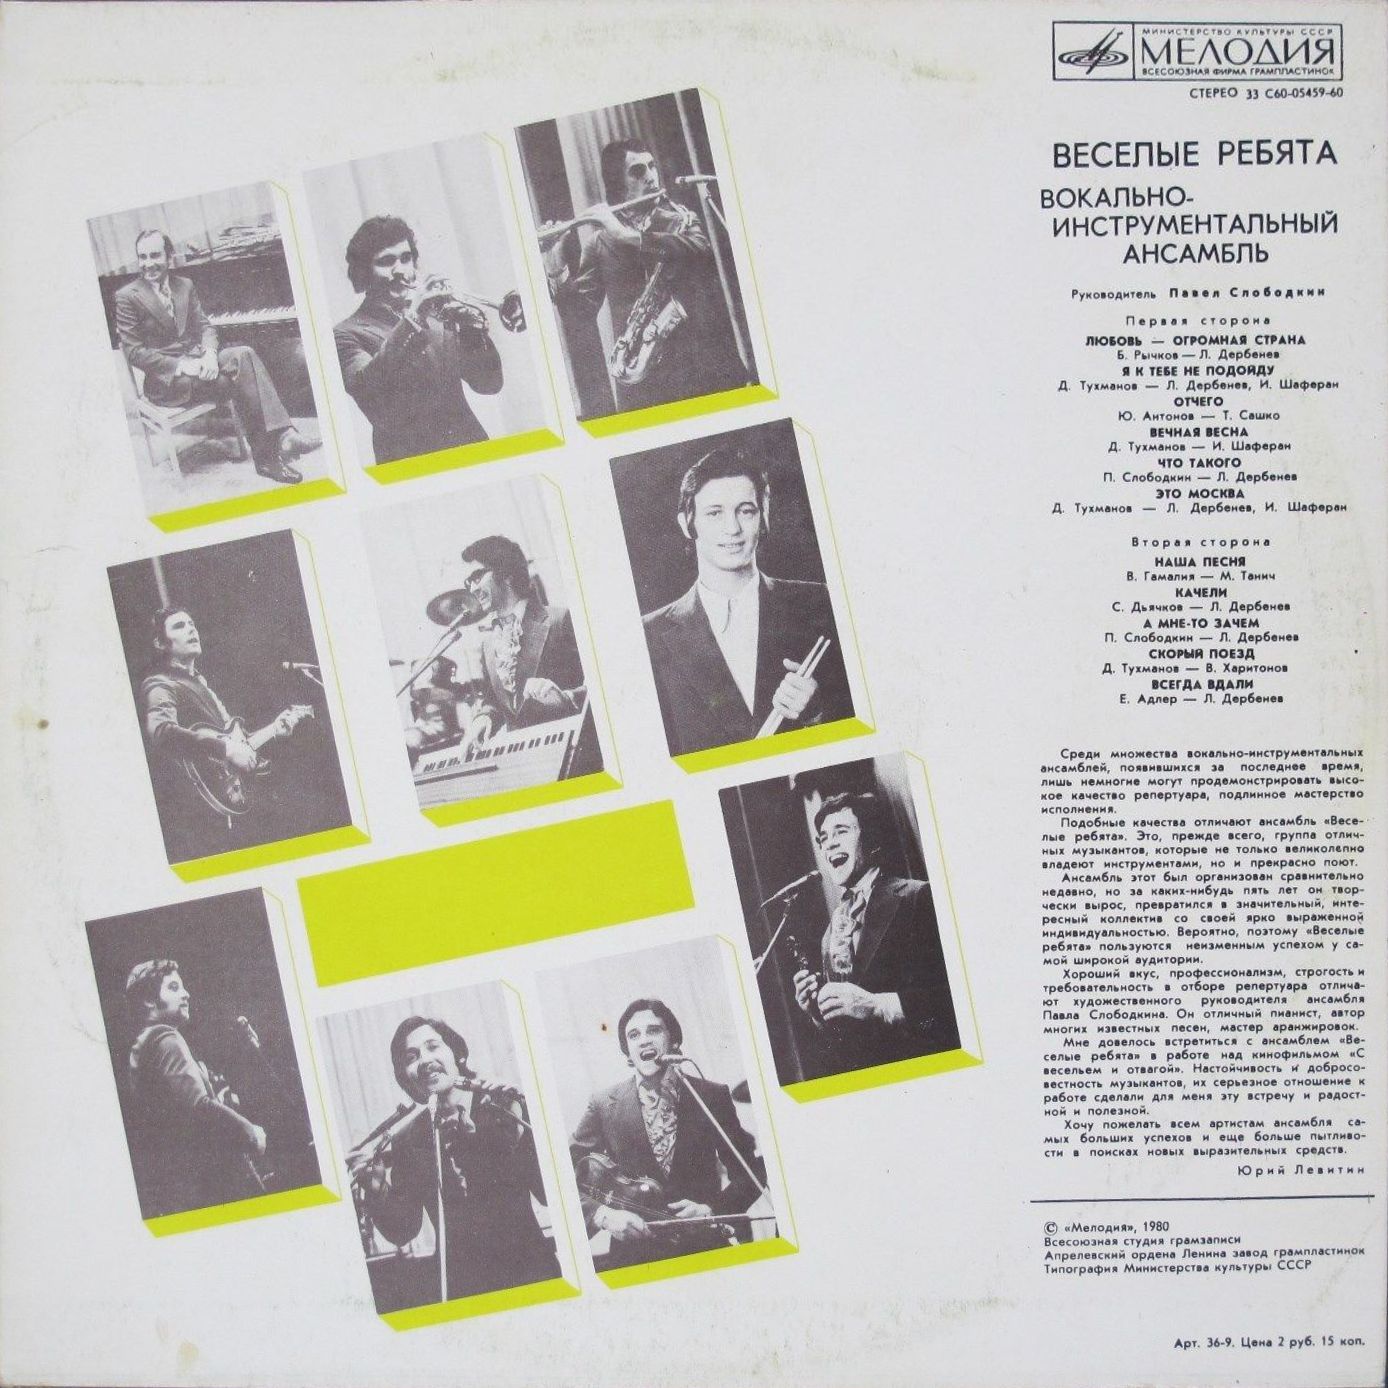 МИНИСТЕРСТВО КУЛЬТУРЫ СССР
МЕЛОДИЯ
ВСЕСОЮЗНАЯ ФИРМА ГРАМПЛАСТИНОК
СТЕРЕО 33 С60-05459-60
ВЕСЕЛЫЕ РЕБЯТА
ВОКАЛЬНО-
ИНСТРУМЕНТАЛЬНЫЙ
АНСАМБЛЬ
Руководитель Павел Слободкин
Первая сторона
ЛЮБОВЬ — ОГРОМНАЯ СТРАНА
Б. Рычков — Л. Дербенев
Я К ТЕБЕ НЕ ПОДОЙДУ
Д. Тухманов — Л. Дербенев, И. Шаферан
ОТЧЕГО
Ю. Антонов — Т. Сашко
ВЕЧНАЯ ВЕСНА
Д. Тухманов — И. Шаферан
ЧТО ТАКОГО
П. Слободкин — Л. Дербенев
ЭТО МОСКВА
Д. Тухманов — Л. Дербенев, И. Шаферан
Вторая сторона
НАША ПЕСНЯ
В. Гамалия — М. Танич
КАЧЕЛИ
С. Дьячков — Л. Дербенев
А МНЕ-ТО ЗАЧЕМ
П. Слободкин — Л. Дербенев
СКОРЫЙ ПОЕЗД
Д. Тухманов — В. Харитонов
ВСЕГДА ВДАЛИ
Е. Адлер — Л. Дербенев
Среди множества вокально-инструментальных
ансамблей, появившихся за последнее время,
лишь немногие могут продемонстрировать высо-
кое качество репертуара, подлинное мастерство
исполнения.
Подобные качества отличают ансамбль «Весе-
лые ребята». Это, прежде всего, группа отлич-
ных музыкантов, которые не только великолепно
владеют инструментами, но и прекрасно поют.
Ансамбль этот был организован сравнительно
недавно, но за каких-нибудь пять лет он твор-
чески вырос, превратился в значительный, инте-
ресный коллектив со своей ярко выраженной
индивидуальностью. Вероятно, поэтому «Веселые
ребята» пользуются неизменным успехом у са-
мой широкой аудитории.
Хороший вкус, профессионализм, строгость и
требовательность в отборе репертуара отлича-
ют художественного руководителя ансамбля
Павла Слободкина. Он отличный пианист, автор
многих известных песен, мастер аранжировок.
Мне довелось встретиться с ансамблем «Ве-
селые ребята» в работе над кинофильмом «С
весельем и отвагой». Настойчивость и добросо-
вестность музыкантов, их серьезное отношение к
работе сделали для меня эту встречу и радост-
ной и полезной.
Хочу пожелать всем артистам ансамбля са-
мых больших успехов и еще больше пытливо-
сти в поисках новых выразительных средств.
Юрий Левитин
© «Мелодия», 1980
Всесоюзная студия грамзаписи
Апрелевский ордена Ленина завод грампластинок
Типография Министерства культуры СССР
Арт. 36-9. Цена 2 руб. 15 коп.